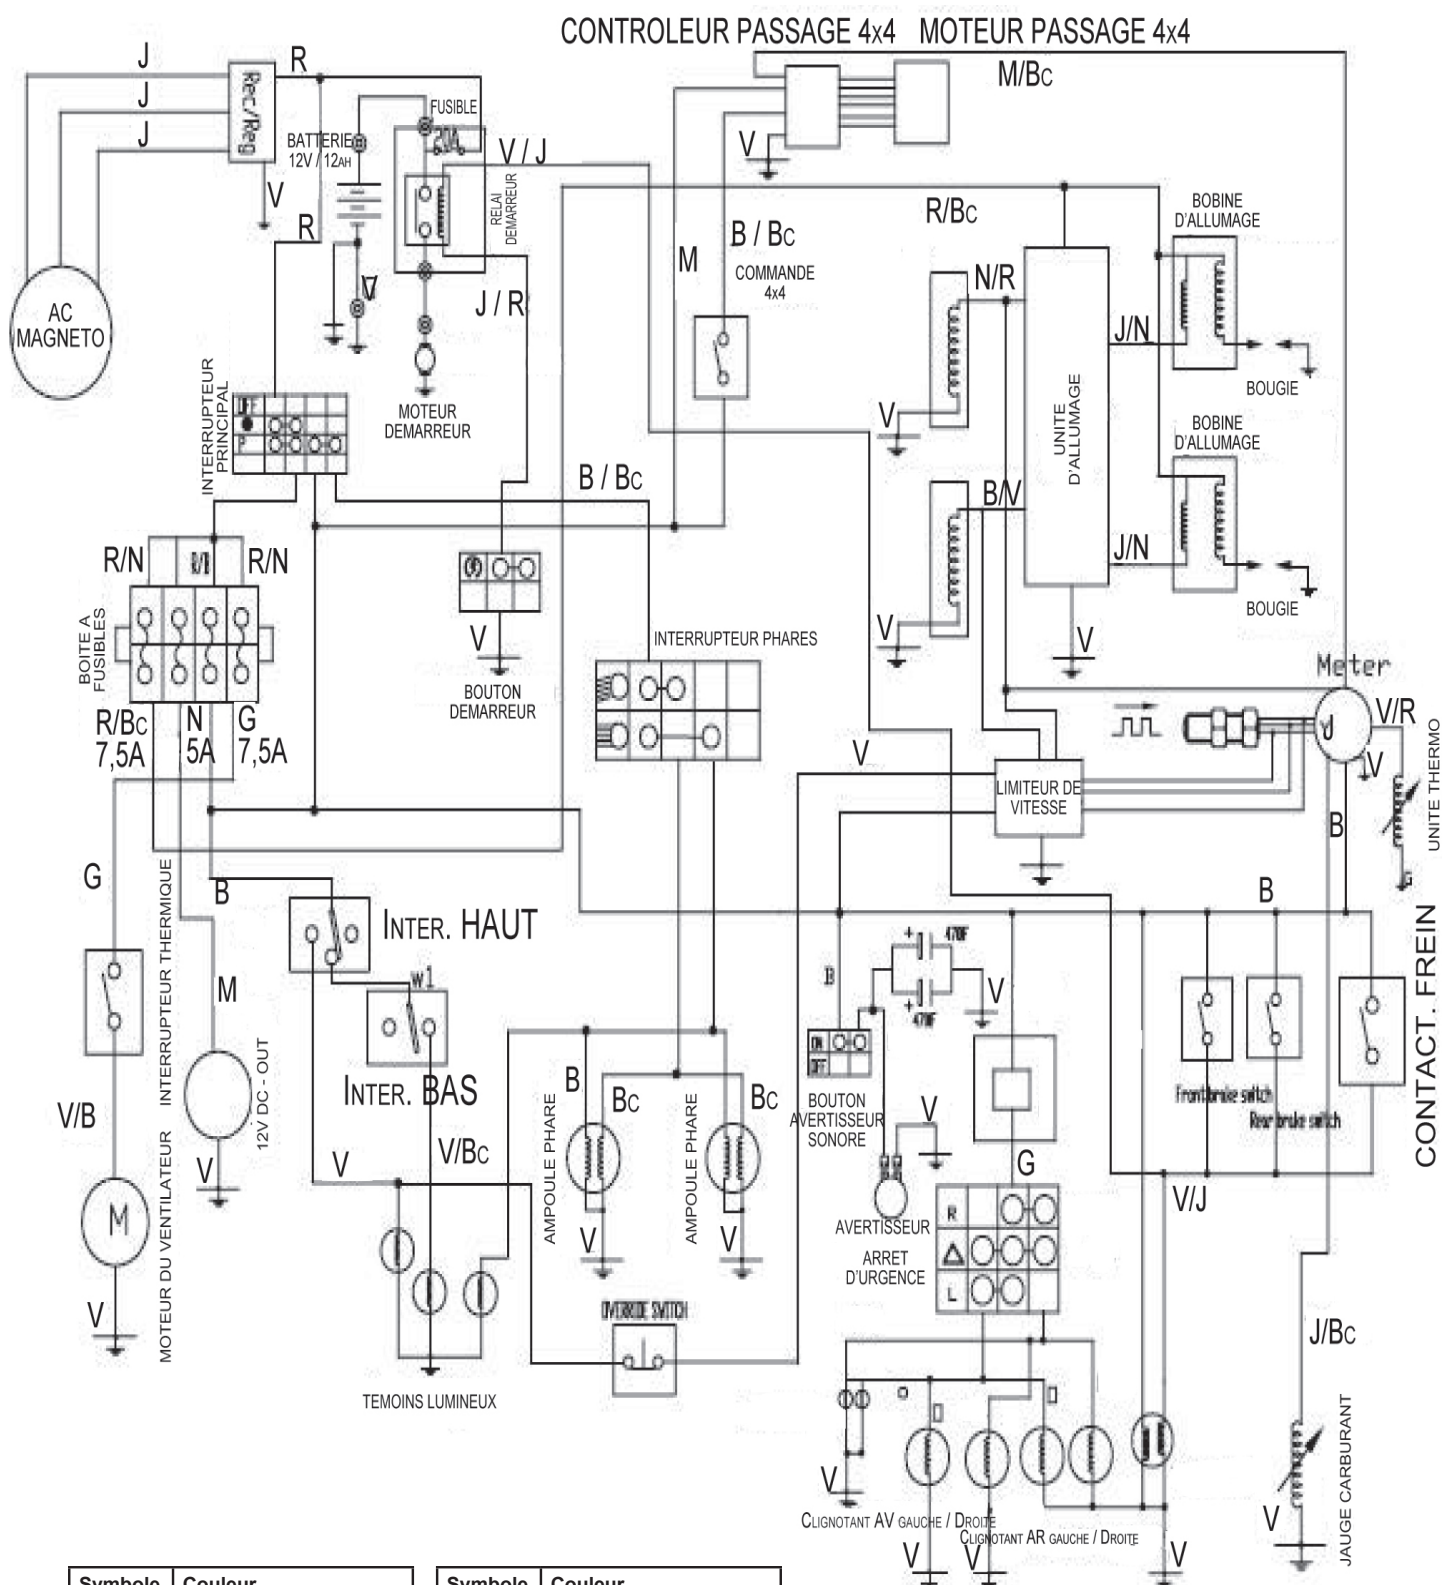 CONTROLEUR PASSAGE 4x4 MOTEUR PASSAGE 4x4
J
R
M/Bc
J
Rec/Reg
FUSIBLE
20A
BATTERIE
12V / 12AH
J
V / J
V
V
RELAI
DEMARREUR
R
R/Bc
BOBINE
D'ALLUMAGE
B / Bc
M
COMMANDE
4x4
N/R
AC
MAGNETO
V
J / R
J/N
INTERRUPTEUR
PRINCIPAL
OFF
P
MOTEUR
DEMARREUR
V
UNITE
D'ALLUMAGE
BOUGIE
BOBINE
D'ALLUMAGE
B / Bc
B/V
J/N
R/N
R/N
BOITE A
FUSIBLES
V
BOUTON
DEMARREUR
INTERRUPTEUR PHARES
V
V
BOUGIE
Meter
V/R
V
UNITE THERMO
R/Bc
7,5A
N
5A
G
7,5A
V
LIMITEUR DE
VITESSE
B
G
B
B
INTERRUPTEUR THERMIQUE
INTER. HAUT
w1
M
12V DC - OUT
INTER. BAS
B
470F
470F
V
ON
OFF
BOUTON
AVERTISSEUR
SONORE
Front brake switch
Rear brake switch
CONTACT. FREIN
V/B
V
V
V/Bc
B
Bc
Bc
AMPOULE PHARE
AMPOULE PHARE
V
G
M
MOTEUR DU VENTILATEUR
V
V
V
AVERTISSEUR
ARRET
D'URGENCE
R
L
V/J
OVERRIDE SWITCH
TEMOINS LUMINEUX
J/Bc
JAUGE CARBURANT
V
V
CLIGNOTANT AV GAUCHE / DROITE
CLIGNOTANT AR GAUCHE / DROITE
V
V
V
Symbole Couleur
Symbole Couleur